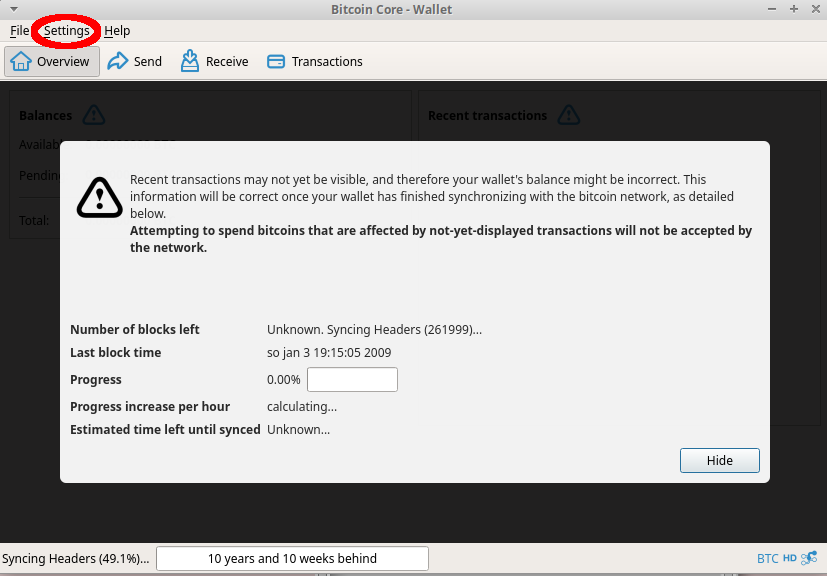 Bitcoin Core - Wallet
File Settings Help
Overview Send Receive Transactions
Balances Recent transactions
Total:
Recent transactions may not yet be visible, and therefore your wallet's balance might be incorrect. This
information will be correct once your wallet has finished synchronizing with the bitcoin network, as detailed
below.
Attempting to spend bitcoins that are affected by not-yet-displayed transactions will not be accepted by
the network.
Number of blocks left Unknown. Syncing Headers (261999)...
Last block time so jan 3 19:15:05 2009
Progress 0.00%
Progress increase per hour calculating...
Estimated time left until synced Unknown...
Hide
Syncing Headers (49.1%)... 10 years and 10 weeks behind BTC HD